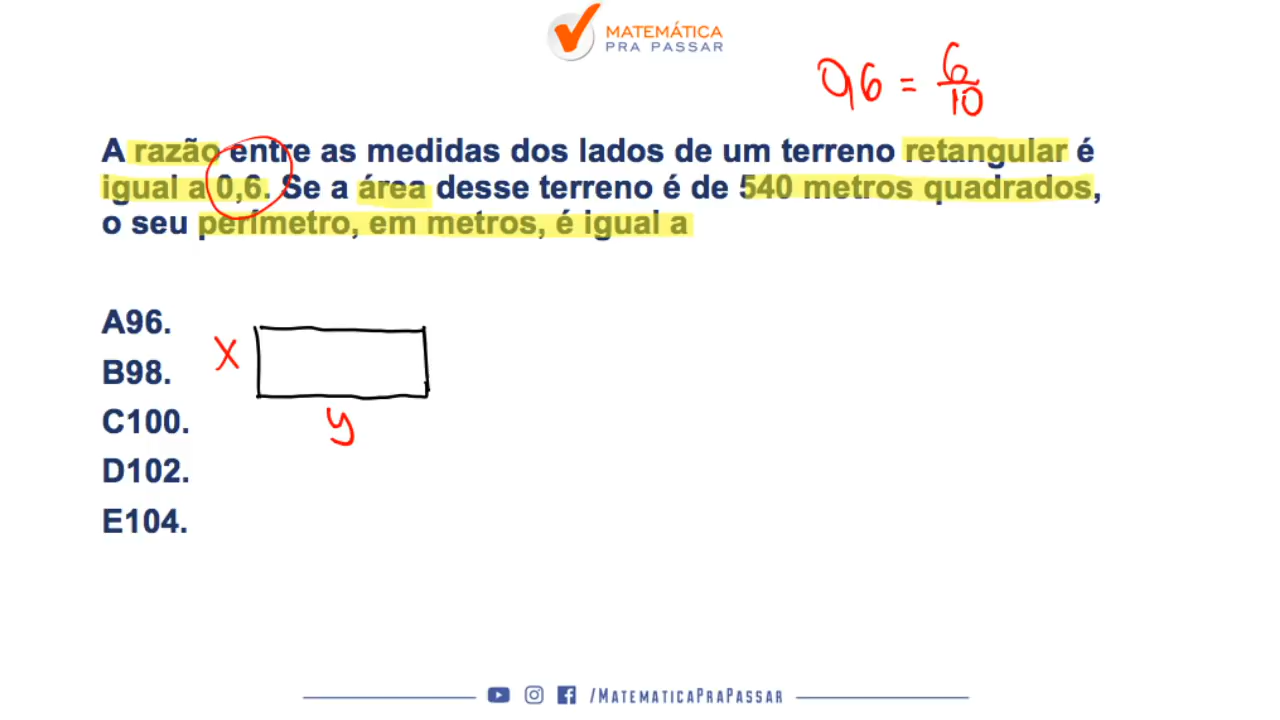 MATEMÁTICA
PRA PASSAR
0,6 = 6/10
A razão entre as medidas dos lados de um terreno retangular é
igual a 0,6. Se a área desse terreno é de 540 metros quadrados,
o seu perímetro, em metros, é igual a
A96.
B98.
C100.
D102.
E104.
x
y
/MATEMATICAPRAPASSAR